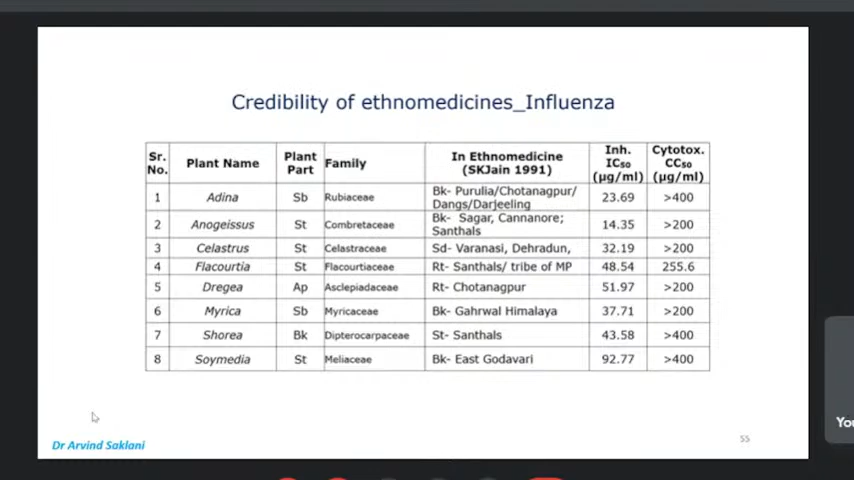 Credibility of ethnomedicines_Influenza
Sr. No. Plant Name Plant Part Family In Ethnomedicine (SKJain 1991) Inh. IC50 (µg/ml) Cytotox. CC50 (µg/ml)
1 Adina Sb Rubiaceae Bk- Purulia/Chotanagpur/ Dangs/Darjeeling 23.69 >400
2 Anogeissus St Combretaceae Bk- Sagar, Cannanore; Santhals 14.35 >200
3 Celastrus St Celastraceae Sd- Varanasi, Dehradun, 32.19 >200
4 Flacourtia St Flacourtiaceae Rt- Santhals/ tribe of MP 48.54 255.6
5 Dregea Ap Asclepiadaceae Rt- Chotanagpur 51.97 >200
6 Myrica Sb Myricaceae Bk- Gahrwal Himalaya 37.71 >200
7 Shorea Bk Dipterocarpaceae St- Santhals 43.58 >400
8 Soymedia St Meliaceae Bk- East Godavari 92.77 >400
Dr Arvind Saklani
55